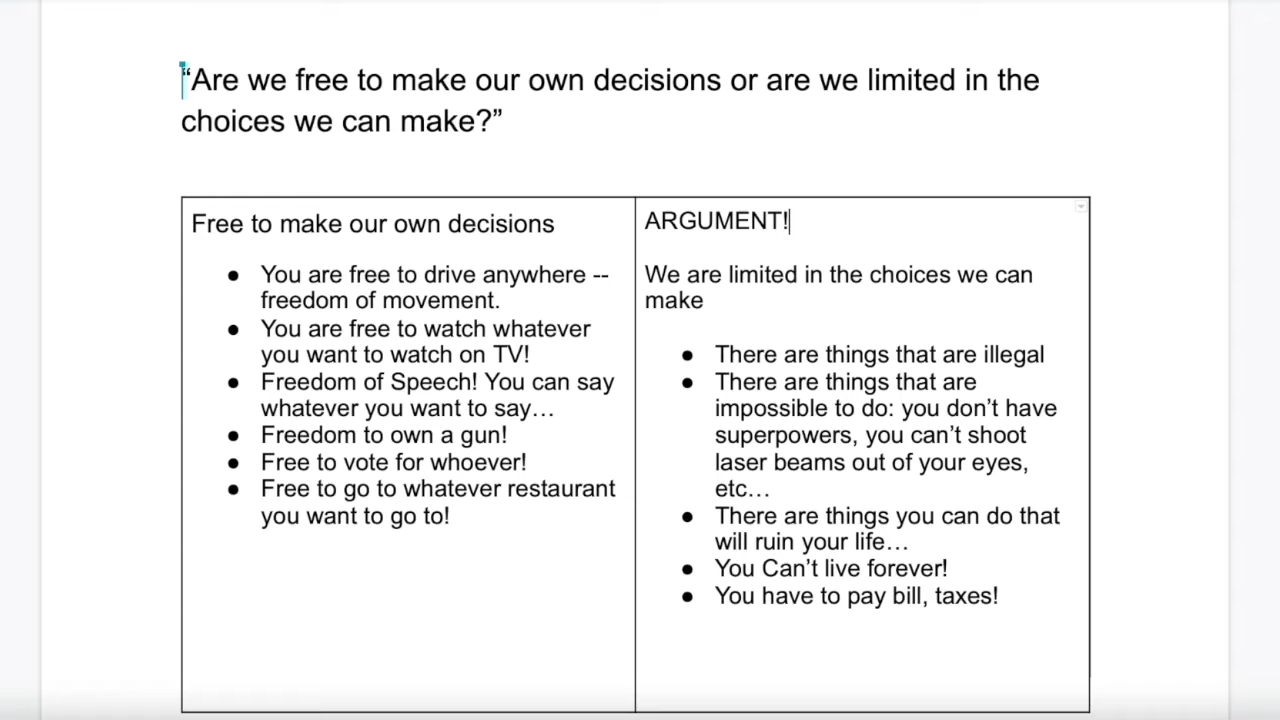 “Are we free to make our own decisions or are we limited in the
choices we can make?”
Free to make our own decisions
● You are free to drive anywhere --
freedom of movement.
● You are free to watch whatever
you want to watch on TV!
● Freedom of Speech! You can say
whatever you want to say…
● Freedom to own a gun!
● Free to vote for whoever!
● Free to go to whatever restaurant
you want to go to!
ARGUMENT!
We are limited in the choices we can
make
● There are things that are illegal
● There are things that are
impossible to do: you don’t have
superpowers, you can’t shoot
laser beams out of your eyes,
etc…
● There are things you can do that
will ruin your life…
● You Can’t live forever!
● You have to pay bill, taxes!